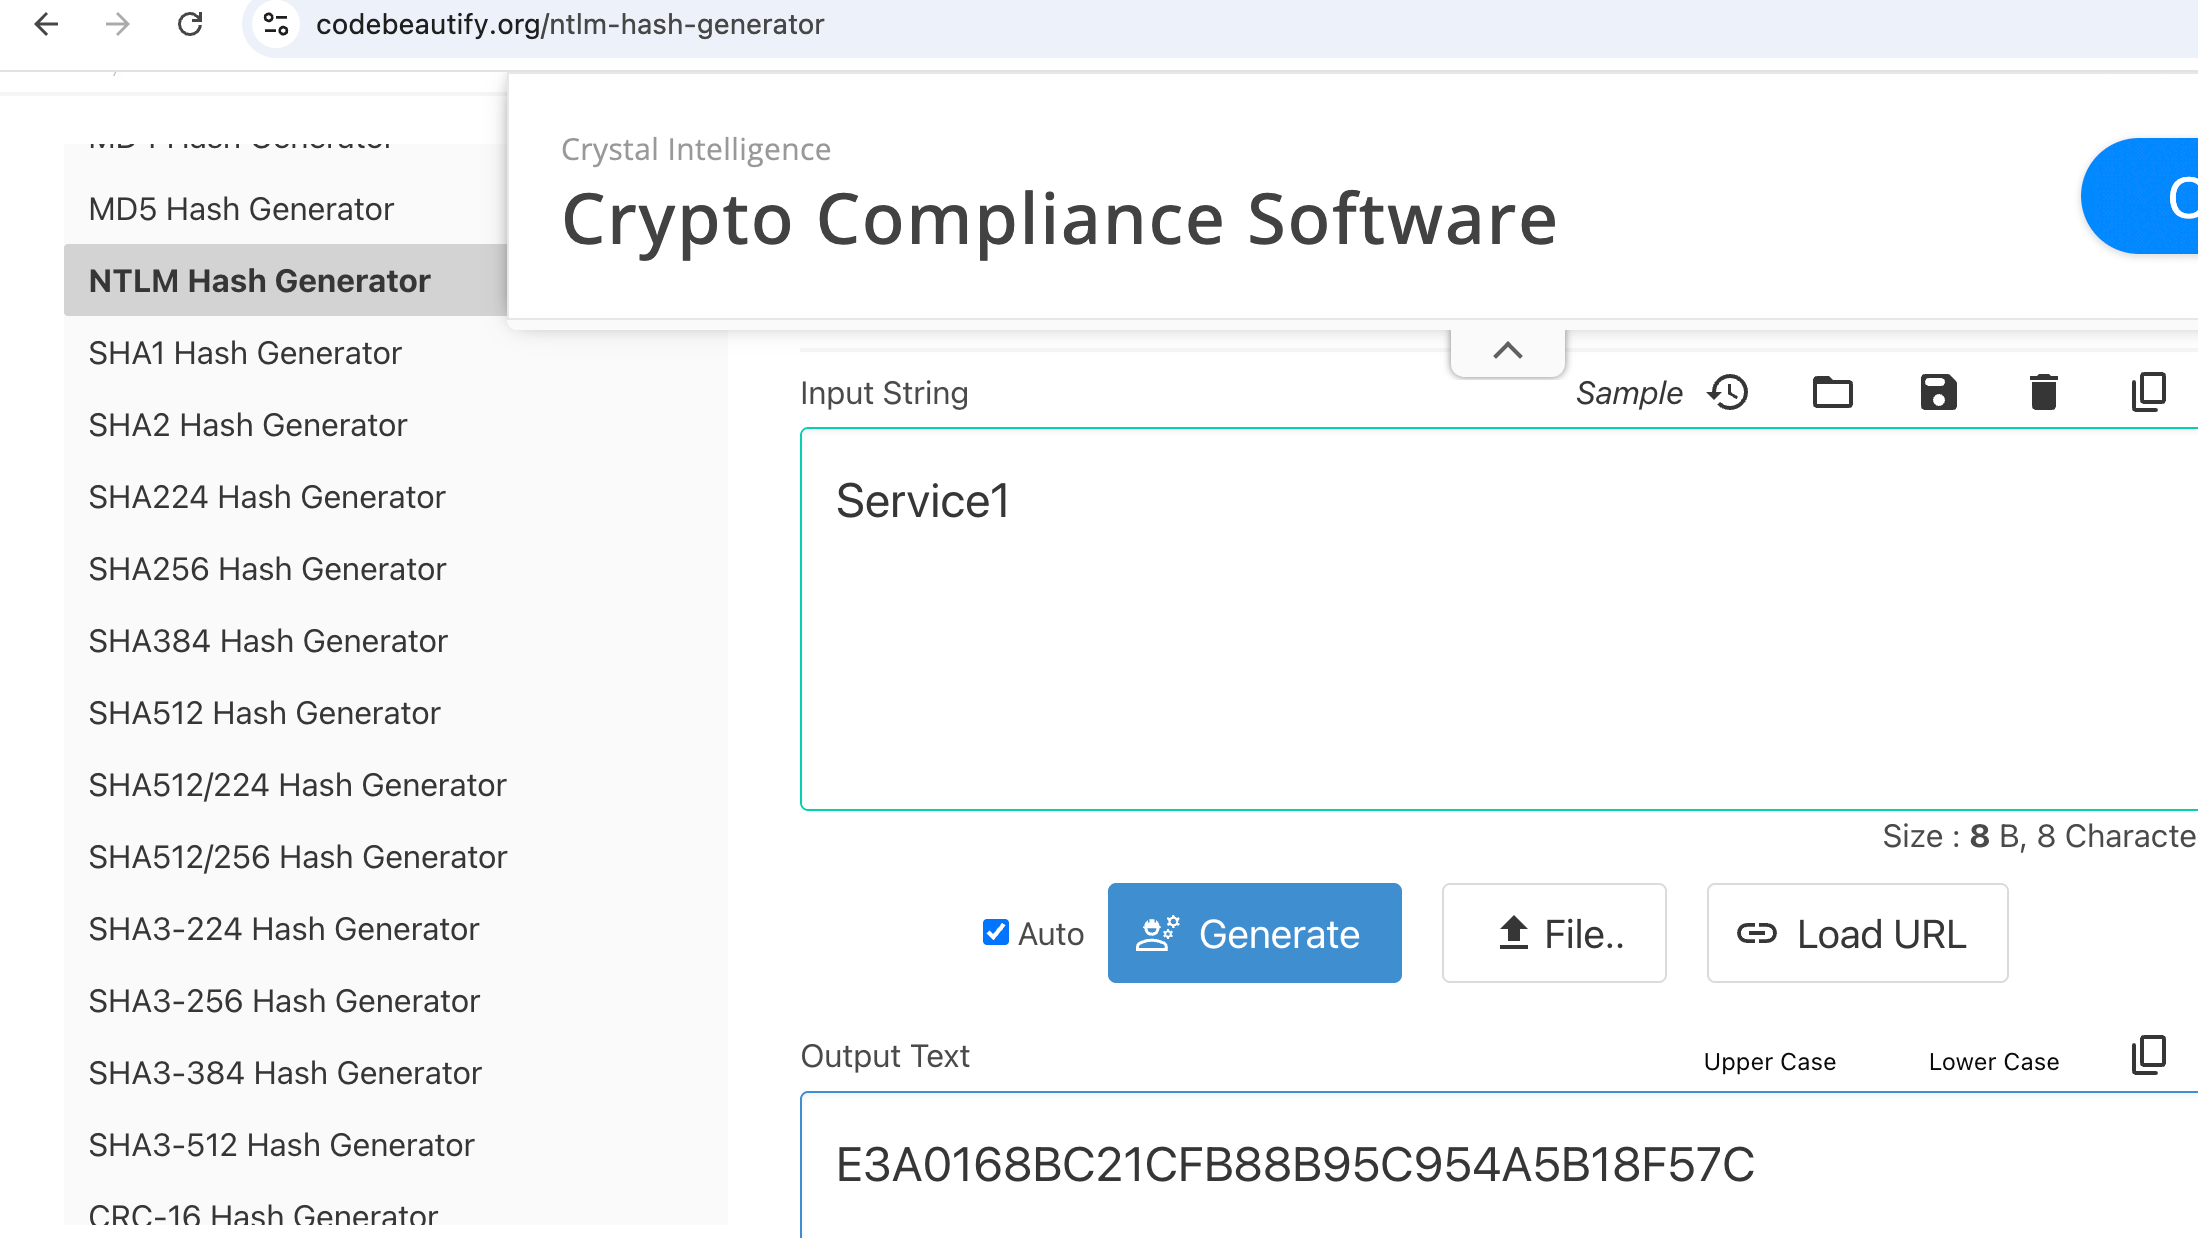 codebeautify.org/ntlm-hash-generator
MD5 Hash Generator
NTLM Hash Generator
SHA1 Hash Generator
SHA2 Hash Generator
SHA224 Hash Generator
SHA256 Hash Generator
SHA384 Hash Generator
SHA512 Hash Generator
SHA512/224 Hash Generator
SHA512/256 Hash Generator
SHA3-224 Hash Generator
SHA3-256 Hash Generator
SHA3-384 Hash Generator
SHA3-512 Hash Generator
CRC-16 Hash Generator
Crystal Intelligence
Crypto Compliance Software
Input String
Sample
Service1
Size : 8 B, 8 Characte
Auto
Generate
File..
Load URL
Output Text
Upper Case
Lower Case
E3A0168BC21CFB88B95C954A5B18F57C